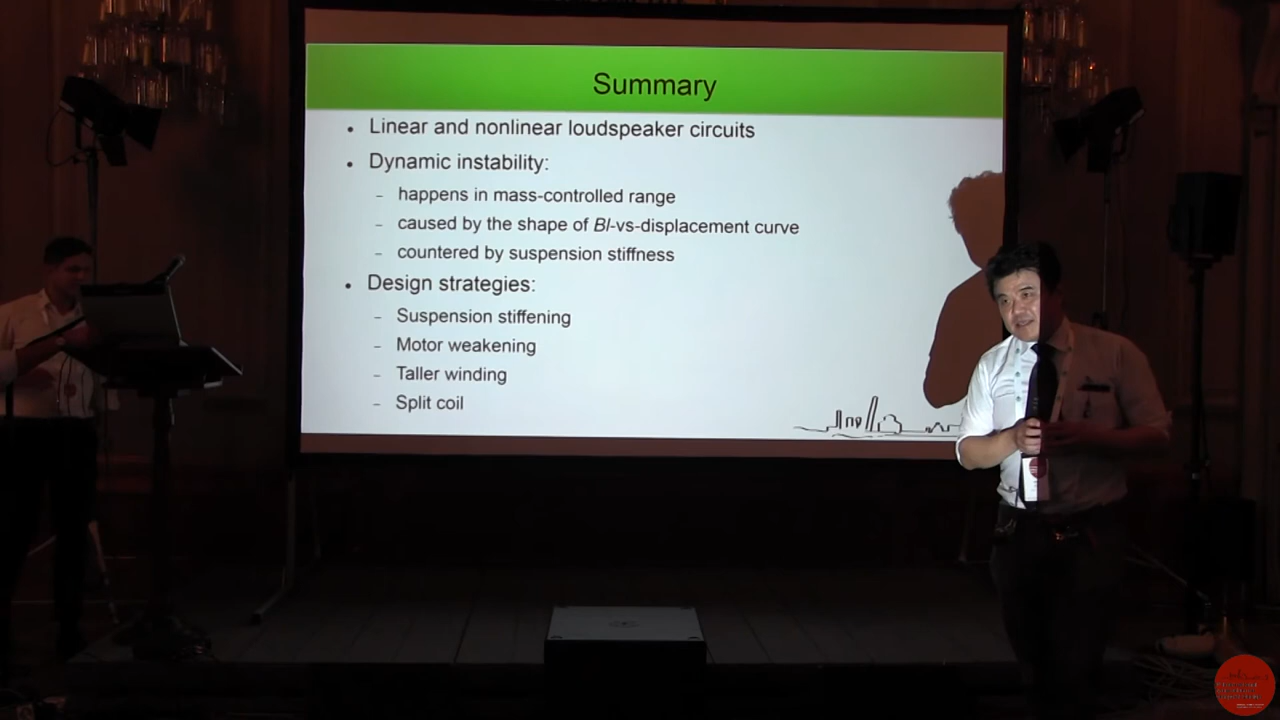 Summary
• Linear and nonlinear loudspeaker circuits
• Dynamic instability:
– happens in mass-controlled range
– caused by the shape of Bl-vs-displacement curve
– countered by suspension stiffness
• Design strategies:
– Suspension stiffening
– Motor weakening
– Taller winding
– Split coil